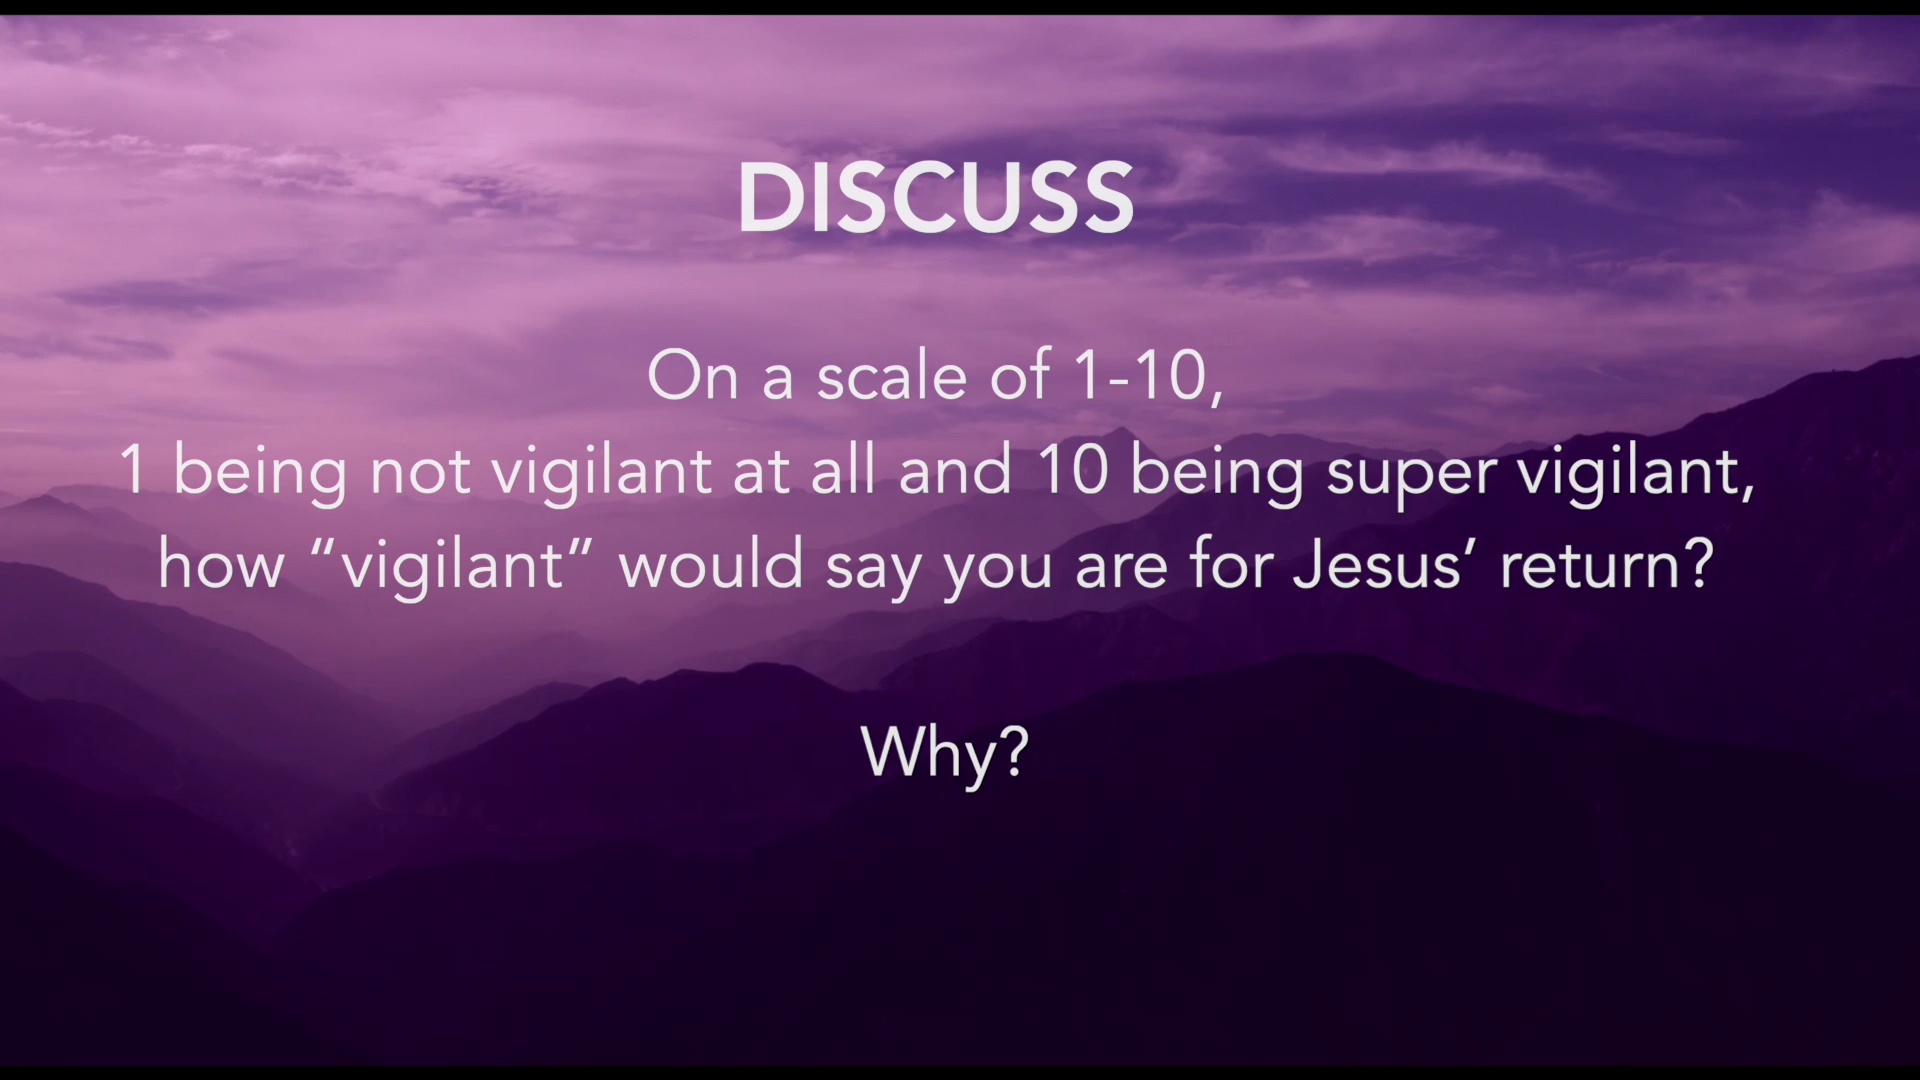 DISCUSS
On a scale of 1-10,
1 being not vigilant at all and 10 being super vigilant,
how “vigilant” would say you are for Jesus’ return?
Why?